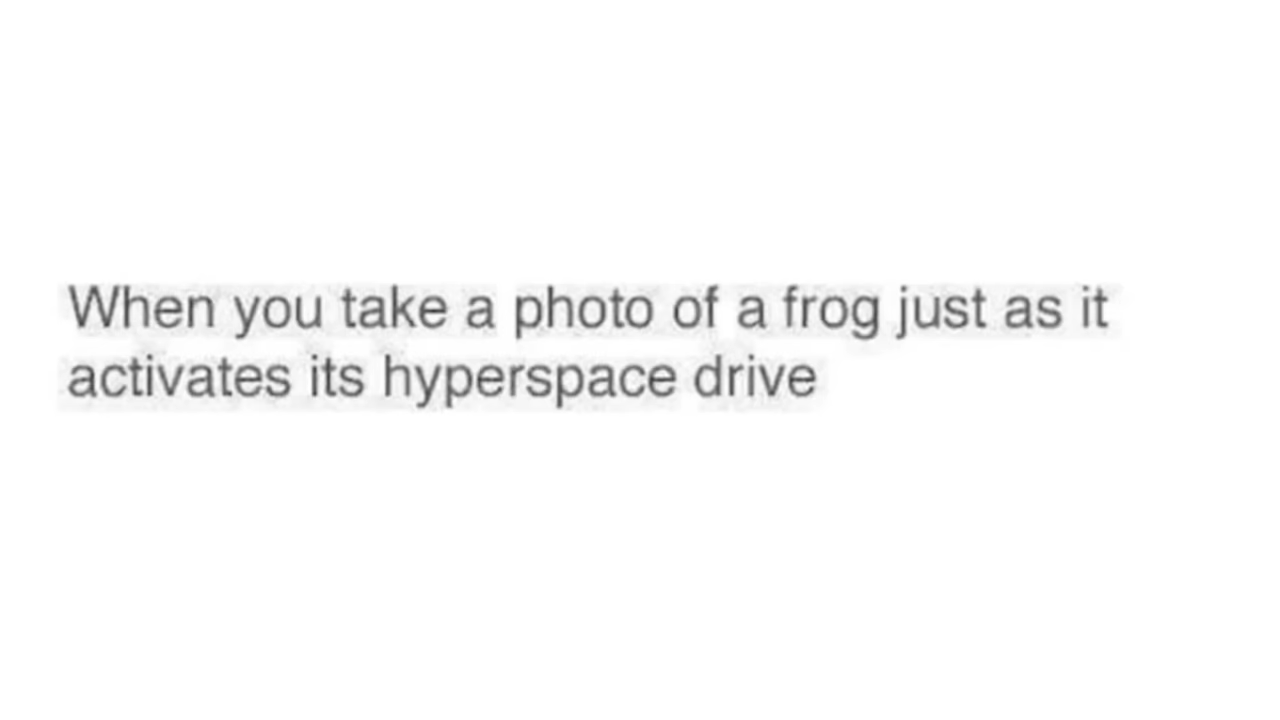 When you take a photo of a frog just as it
activates its hyperspace drive